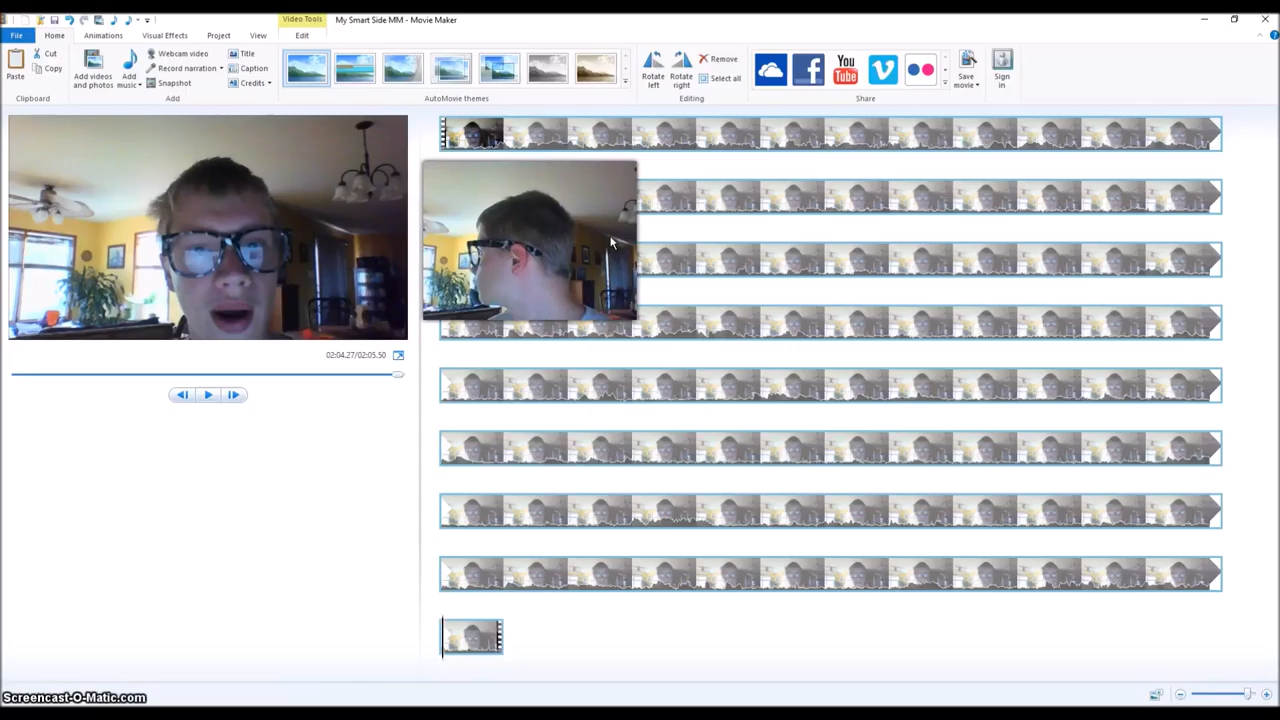 Video Tools
My Smart Side MM - Movie Maker
File
Home
Animations
Visual Effects
Project
View
Edit
Paste
Cut
Copy
Clipboard
Add videos
and photos
Add
music
Webcam video
Record narration
Snapshot
Title
Caption
Credits
Add
AutoMovie themes
Rotate
left
Rotate
right
Remove
Select all
Editing
You
Tube
Share
Save
movie
Sign
in
02:04.27/02:05.50
Screencast-O-Matic.com